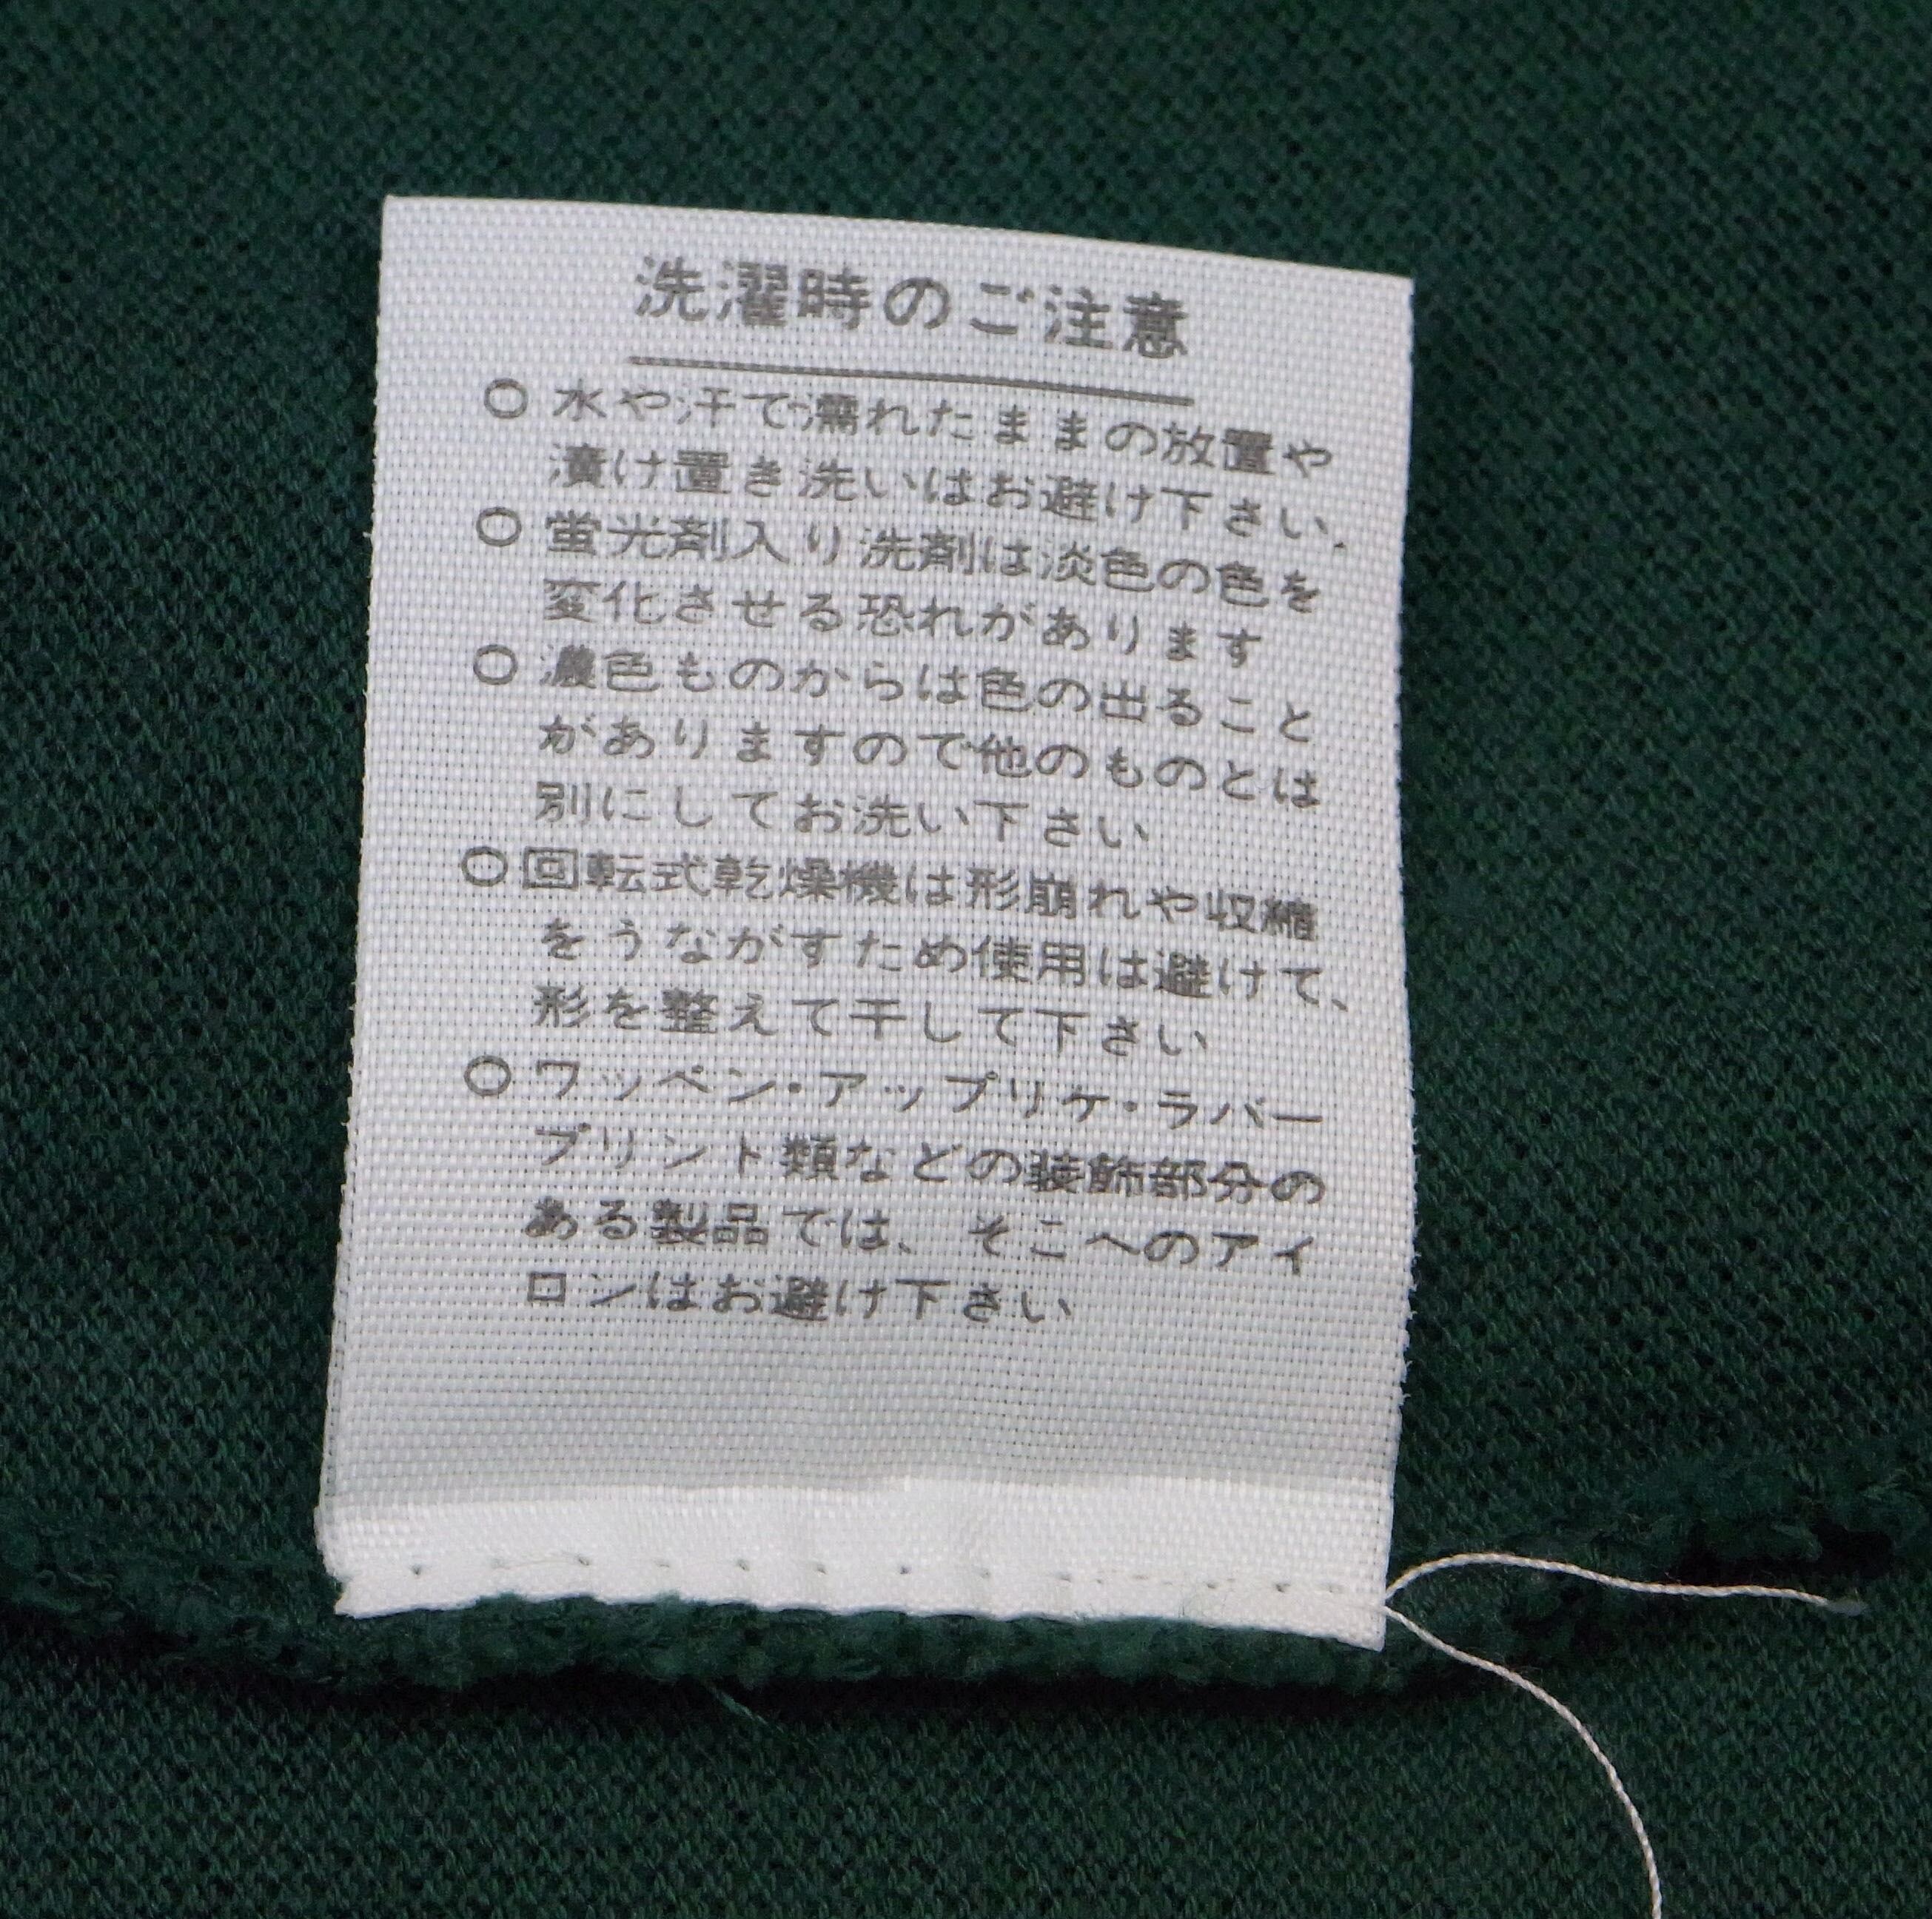 洗濯時のご注意
○ 水や汗で濡れたままの放置や
漬け置き洗いはお避け下さい。
○ 蛍光剤入り洗剤は淡色の色を
変化させる恐れがあります
○ 濃色ものからは色の出ること
がありますので他のものとは
別にしてお洗い下さい
○ 回転式乾燥機は形崩れや収縮
をうながすため使用は避けて、
形を整えて干して下さい
○ ワッペン・アップリケ・ラバー
プリント類などの装飾部分の
ある製品では、そこへのアイ
ロンはお避け下さい